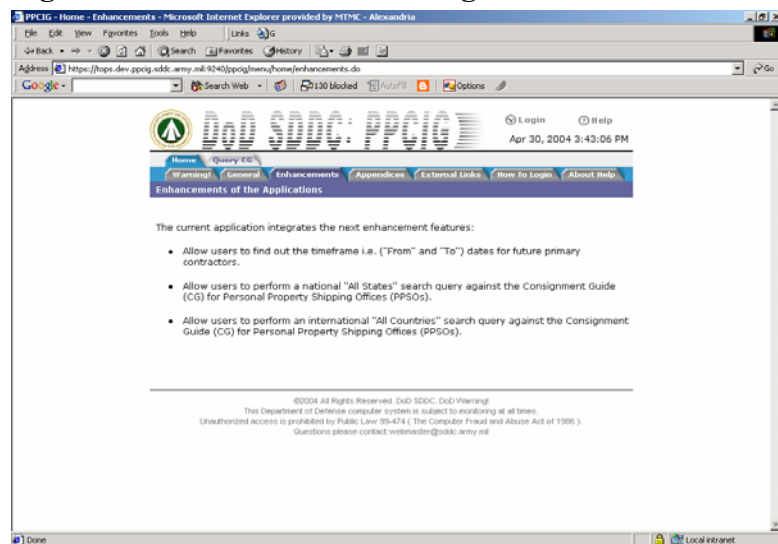 PPCIG - Home - Enhancements - Microsoft Internet Explorer provided by MTMC - Alexandria
File Edit View Favorites Tools Help Links G
Back Search Favorites History
Address https://tops.dev.ppcig.sddc.army.mil:9240/ppcig/menu/home/enhancements.do Go
Google Search Web 130 blocked AutoFill Options
DoD SDDC: PPCIG
Login Help
Apr 30, 2004 3:43:06 PM
Home Query CG
Warning! General Enhancements Appendices External Links How To Login About Help
Enhancements of the Applications
The current application integrates the next enhancement features:
• Allow users to find out the timeframe i.e. ("From" and "To") dates for future primary
contractors.
• Allow users to perform a national "All States" search query against the Consignment Guide
(CG) for Personal Property Shipping Offices (PPSOs).
• Allow users to perform an international "All Countries" search query against the Consignment
Guide (CG) for Personal Property Shipping Offices (PPSOs).
©2004 All Rights Reserved. DoD SDDC. DoD Warning!
This Department of Defense computer system is subject to monitoring at all times.
Unauthorized access is prohibited by Public Law 99-474 ( The Computer Fraud and Abuse Act of 1986 ).
Questions please contact webmaster@sddc.army.mil
Done Local intranet